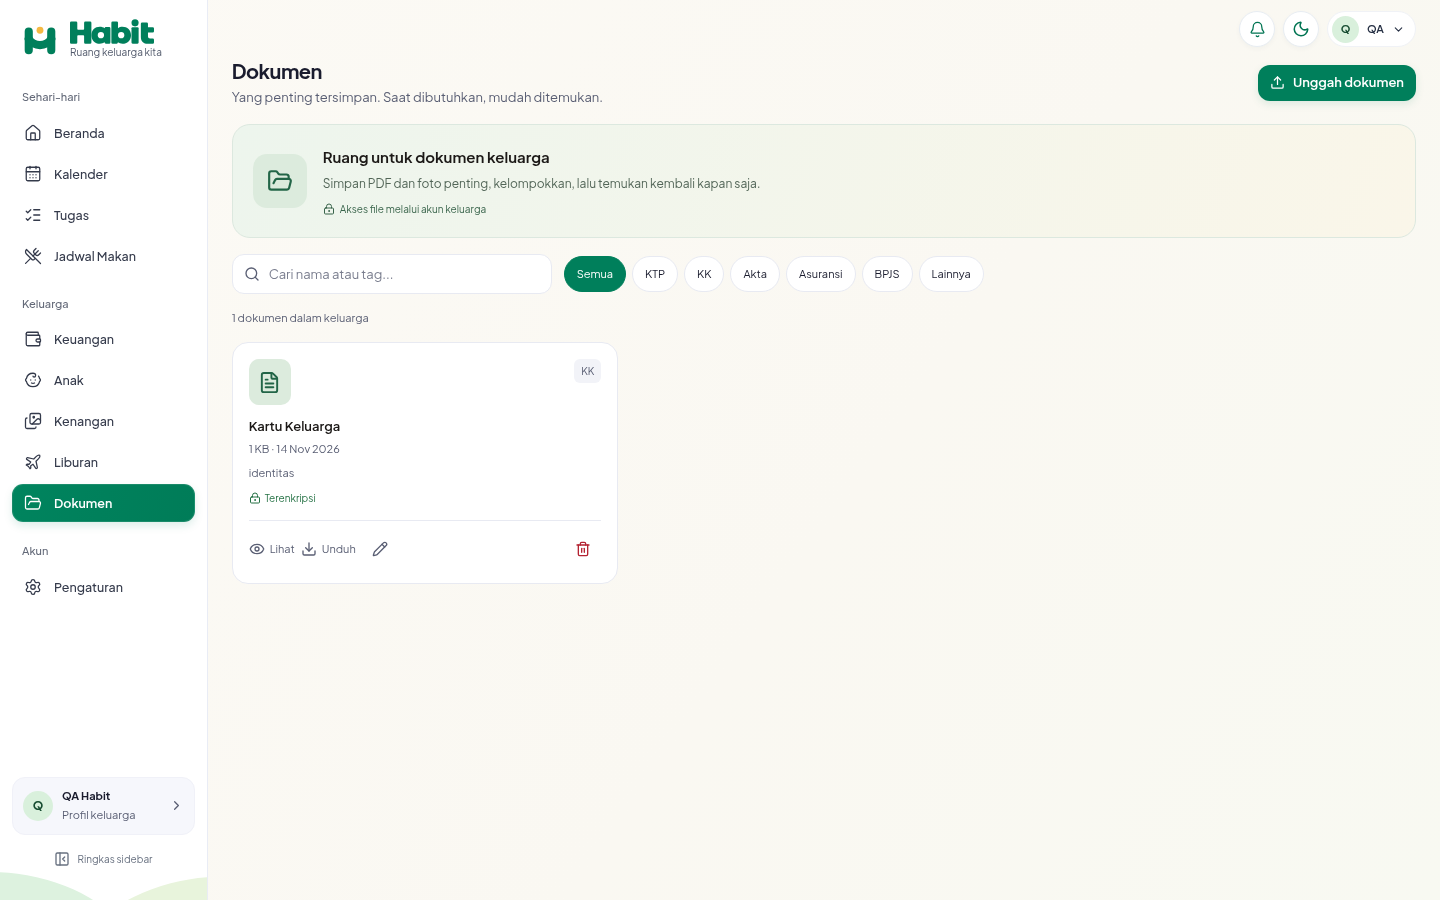 Habit
Ruang keluarga kita
Sehari-hari
Beranda
Kalender
Tugas
Jadwal Makan
Keluarga
Keuangan
Anak
Kenangan
Liburan
Dokumen
Akun
Pengaturan
Q
QA Habit
Profil keluarga
Ringkas sidebar
Q QA
Dokumen
Yang penting tersimpan. Saat dibutuhkan, mudah ditemukan.
Unggah dokumen
Ruang untuk dokumen keluarga
Simpan PDF dan foto penting, kelompokkan, lalu temukan kembali kapan saja.
Akses file melalui akun keluarga
Cari nama atau tag... Semua KTP KK Akta Asuransi BPJS Lainnya
1 dokumen dalam keluarga
KK
Kartu Keluarga
1 KB · 14 Nov 2026
identitas
Terenkripsi
Lihat Unduh